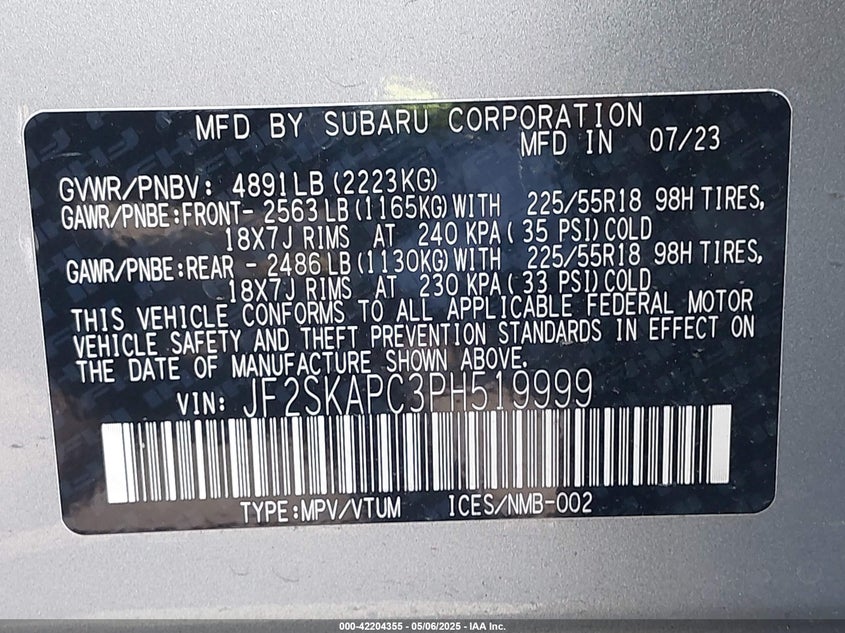 MFD BY SUBARU CORPORATION
MFD IN 07/23
GVWR/PNBV: 4891LB(2223KG)
GAWR/PNBE:FRONT- 2563LB(1165KG)WITH 225/55R18 98H TIRES,
18X7J RIMS AT 240 KPA( 35 PSI)COLD
GAWR/PNBE:REAR - 2486LB(1130KG)WITH 225/55R18 98H TIRES,
18X7J RIMS AT 230 KPA( 33 PSI)COLD
THIS VEHICLE CONFORMS TO ALL APPLICABLE FEDERAL MOTOR
VEHICLE SAFETY AND THEFT PREVENTION STANDARDS IN EFFECT ON
THE DATE OF MANUFACTURE SHOWN ABOVE.
VIN: JF2SKAPC3PH519999
TYPE:MPV/VTUM ICES/NMB-002
000-42204355 - 05/06/2025 - IAA Inc.